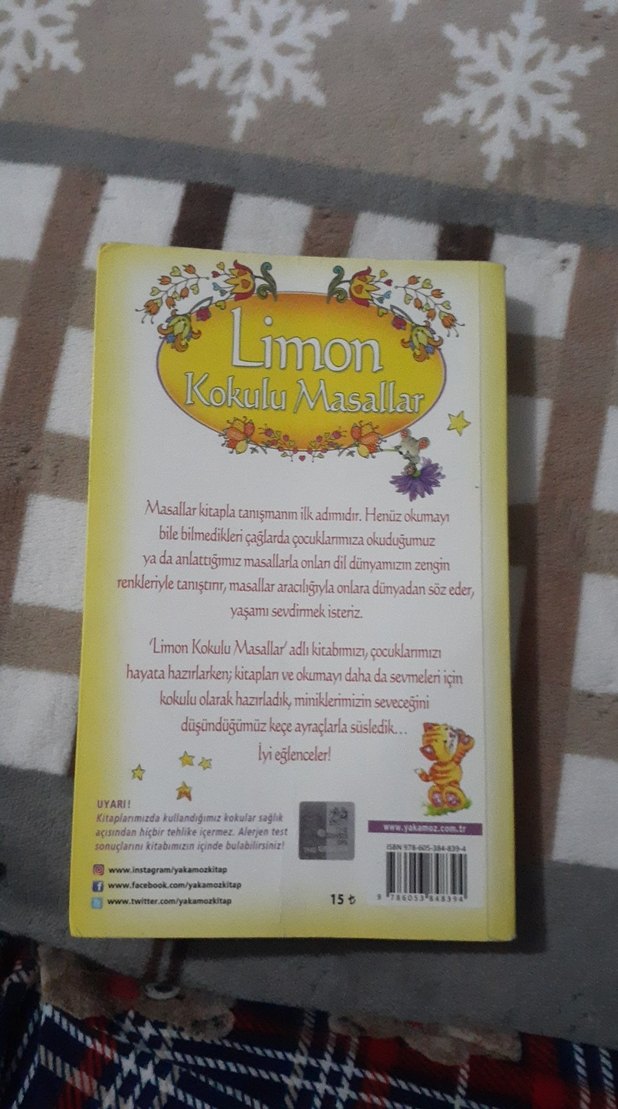 Limon
Kokulu Masallar
Masallar kitapla tanışmanın ilk adımıdır. Henüz okumayı
bile bilmedikleri çağlarda çocuklarımıza okuduğumuz
ya da anlattığımız masallarla onları dil dünyamızın zengin
renkleriyle tanıştırır, masallar aracılığıyla onlara dünyadan söz eder,
yaşamı sevdirmek isteriz.
'Limon Kokulu Masallar' adlı kitabımızı, çocuklarımızı
hayata hazırlarken; kitapları ve okumayı daha da sevmeleri için
kokulu olarak hazırladık, miniklerimizin seveceğini
düşündüğümüz keçe ayraçlarla süsledik...
İyi eğlenceler!
UYARI!
Kitaplarımızda kullandığımız kokular sağlık
açısından hiçbir tehlike içermez. Alerjen test
sonuçlarını kitabımızın içinde bulabilirsiniz!
www.instagram/yakamozkitap
www.facebook.com/yakamozkitap
www.twitter.com/yakamozkitap
15 ₺
www.yakamoz.com.tr
ISBN 978-605-384-839-4
9 786053 848394